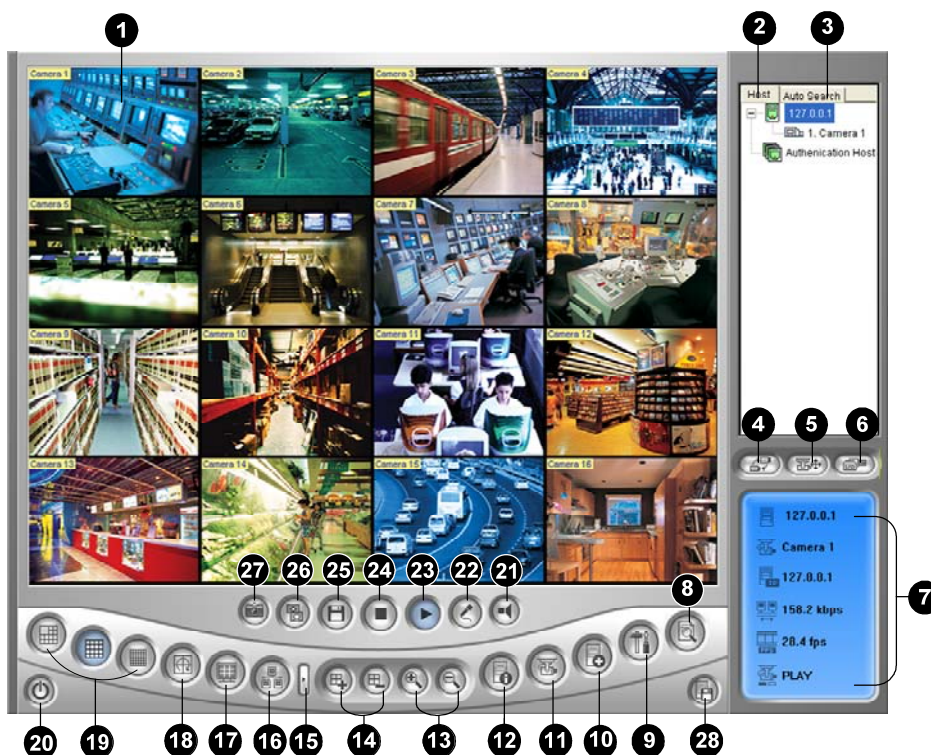 1
2
3
Camera 1
Camera 2
Camera 3
Camera 4
Host
Auto Search
127.0.0.1
1. Camera 1
Authenication Host
Camera 5
Camera 6
Camera 7
Camera 8
Camera 9
Camera 10
Camera 11
Camera 12
Camera 13
Camera 14
Camera 15
Camera 16
4
5
6
127.0.0.1
Camera 1
127.0.0.1
158.2 kbps
28.4 fps
PLAY
7
27
26
25
24
23
22
21
8
20
19
18
17
16
15
14
13
12
11
10
9
28